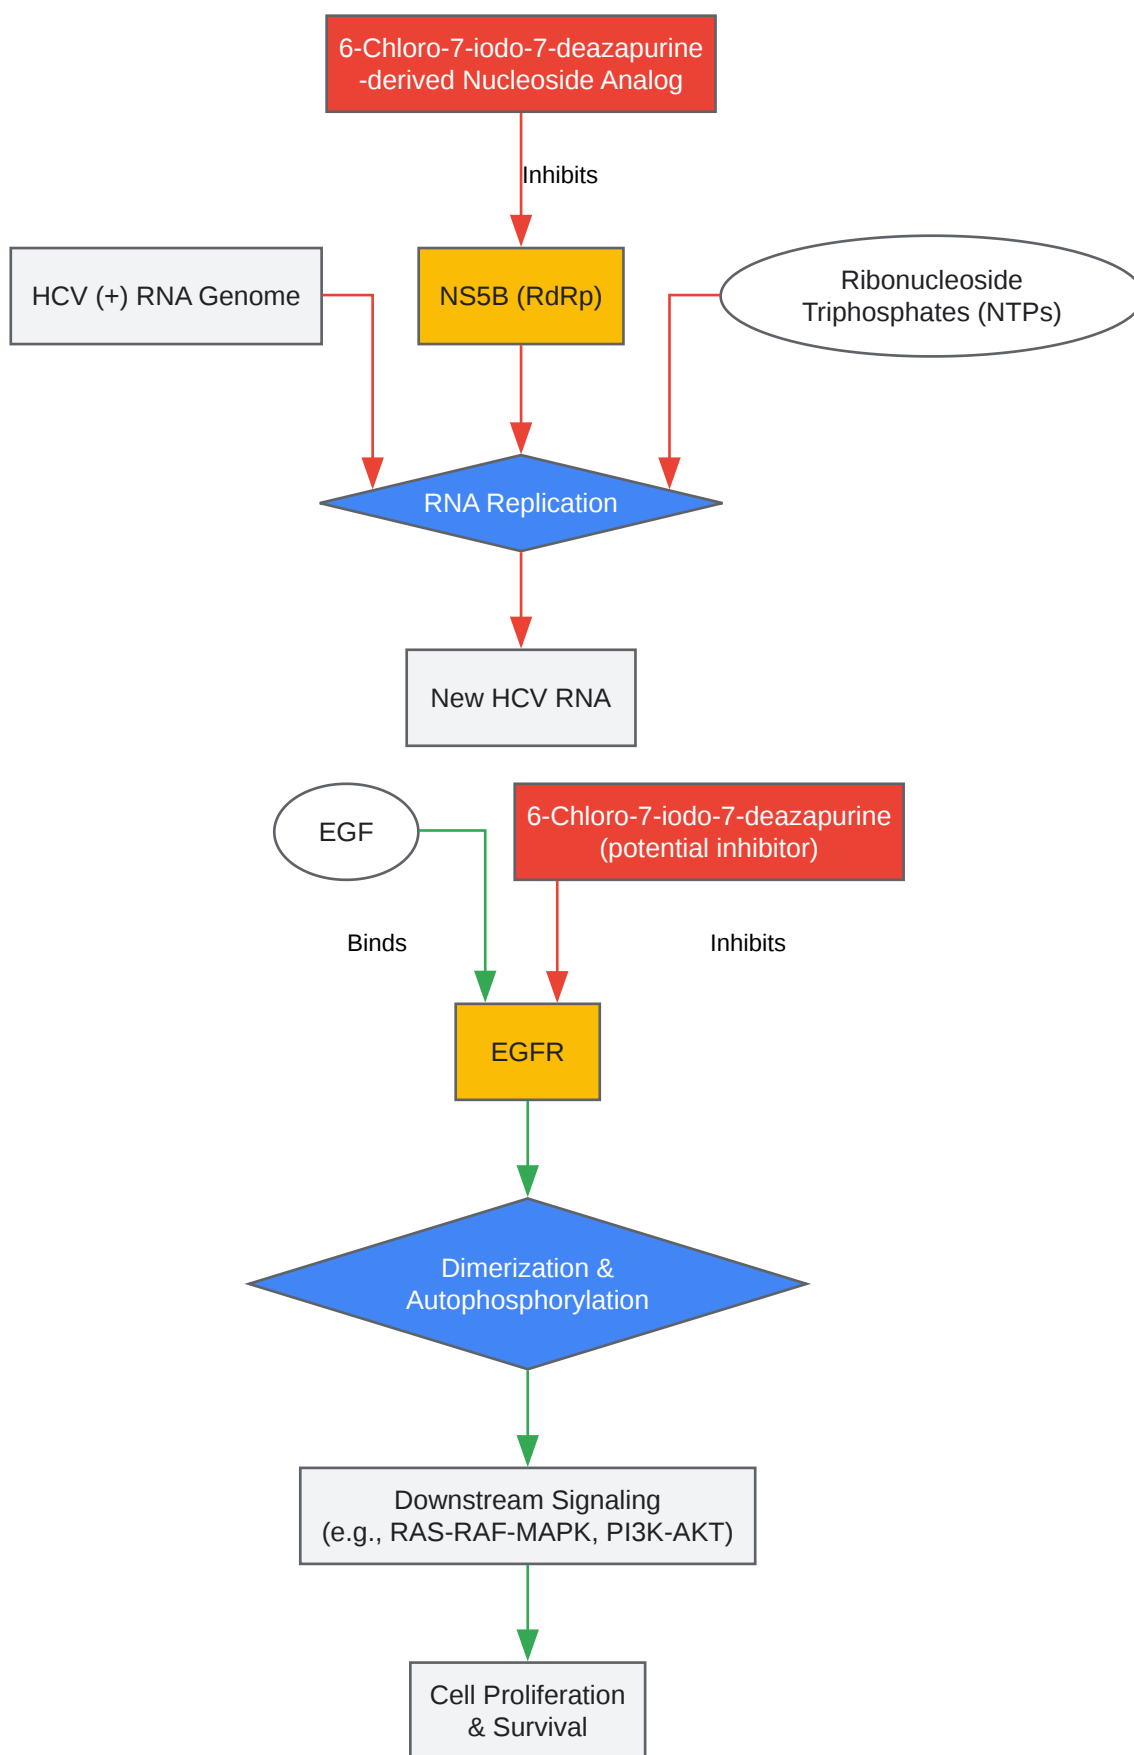 6-Chloro-7-iodo-7-deazapurine
-derived Nucleoside Analog
Inhibits
HCV (+) RNA Genome
NS5B (RdRp)
Ribonucleoside
Triphosphates (NTPs)
RNA Replication
New HCV RNA
EGF
6-Chloro-7-iodo-7-deazapurine
(potential inhibitor)
Binds
Inhibits
EGFR
Dimerization &
Autophosphorylation
Downstream Signaling
(e.g., RAS-RAF-MAPK, PI3K-AKT)
Cell Proliferation
& Survival